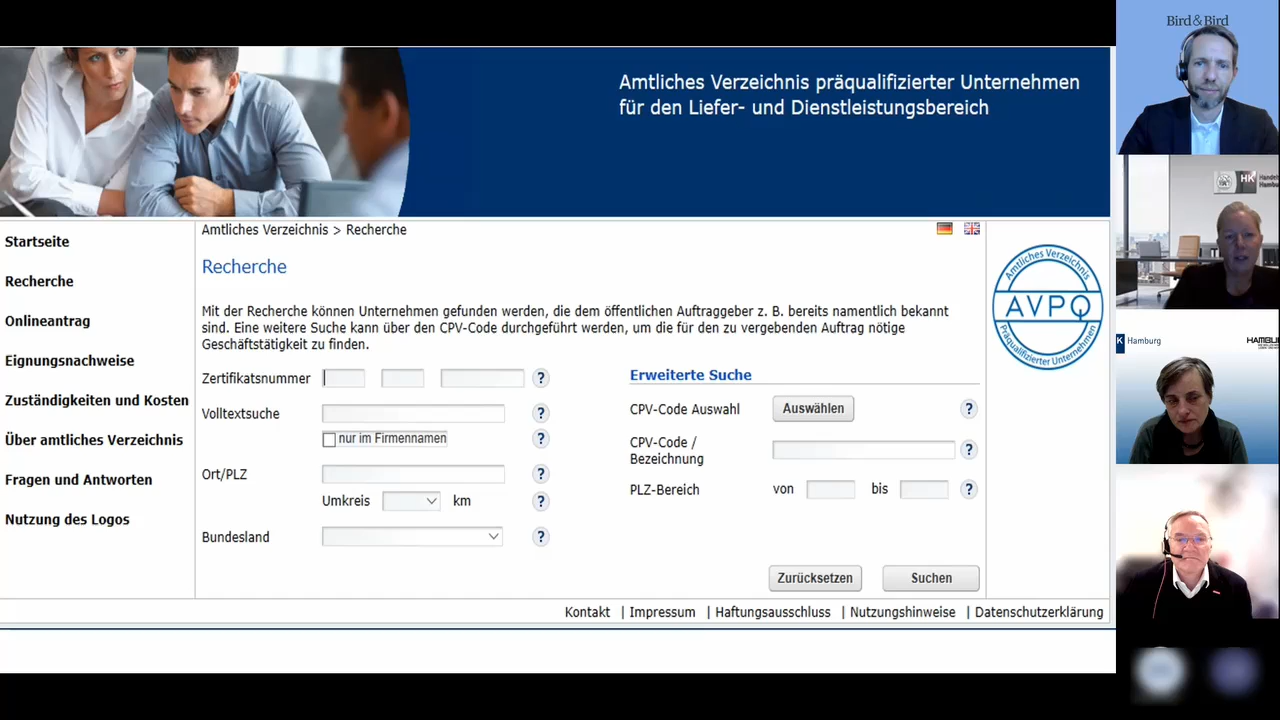 Amtliches Verzeichnis präqualifizierter Unternehmen
für den Liefer- und Dienstleistungsbereich
Startseite
Recherche
Onlineantrag
Eignungsnachweise
Zuständigkeiten und Kosten
Über amtliches Verzeichnis
Fragen und Antworten
Nutzung des Logos
Amtliches Verzeichnis > Recherche
Recherche
Mit der Recherche können Unternehmen gefunden werden, die dem öffentlichen Auftraggeber z. B. bereits namentlich bekannt
sind. Eine weitere Suche kann über den CPV-Code durchgeführt werden, um die für den zu vergebenden Auftrag nötige
Geschäftstätigkeit zu finden.
Zertifikatsnummer ?
Volltextsuche ?
nur im Firmennamen ?
Ort/PLZ ?
Umkreis km ?
Bundesland ?
Erweiterte Suche
CPV-Code Auswahl Auswählen ?
CPV-Code /
Bezeichnung ?
PLZ-Bereich von bis ?
Zurücksetzen Suchen
Amtliches Verzeichnis
AVPQ
Präqualifizierter Unternehmen
Kontakt | Impressum | Haftungsausschluss | Nutzungshinweise | Datenschutzerklärung
Bird & Bird
HK Handels
Hamburg
K Hamburg